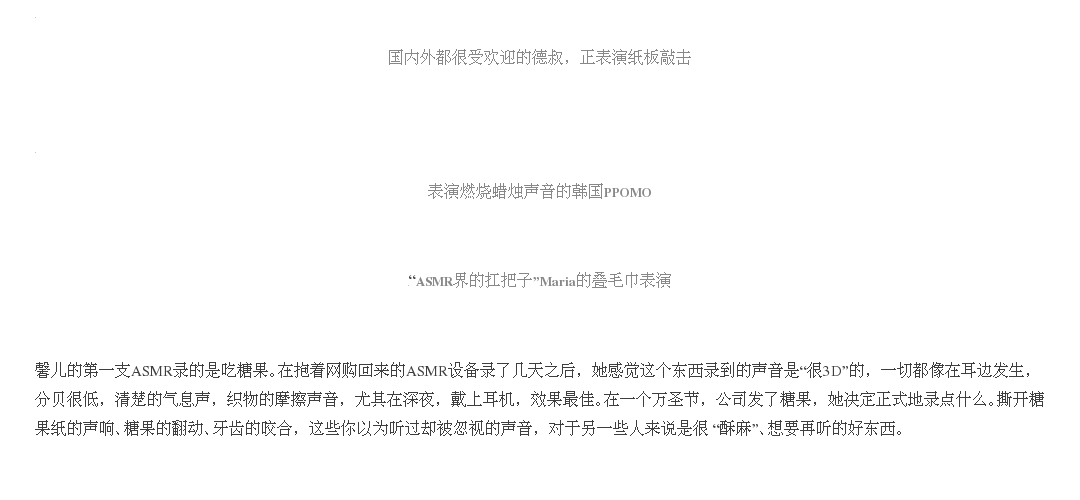 国内外都很受欢迎的德叔，正表演纸板敲击
表演燃烧蜡烛声音的韩国PPOMO
“ASMR界的扛把子”Maria的叠毛巾表演
馨儿的第一支ASMR录的是吃糖果。在抱着网购回来的ASMR设备录了几天之后，她感觉这个东西录到的声音是“很3D”的，一切都像在耳边发生，
分贝很低，清楚的气息声，织物的摩擦声音，尤其在深夜，戴上耳机，效果最佳。在一个万圣节，公司发了糖果，她决定正式地录点什么。撕开糖
果纸的声响、糖果的翻动、牙齿的咬合，这些你以为听过却被忽视的声音，对于另一些人来说是很 “酥麻”、想要再听的好东西。